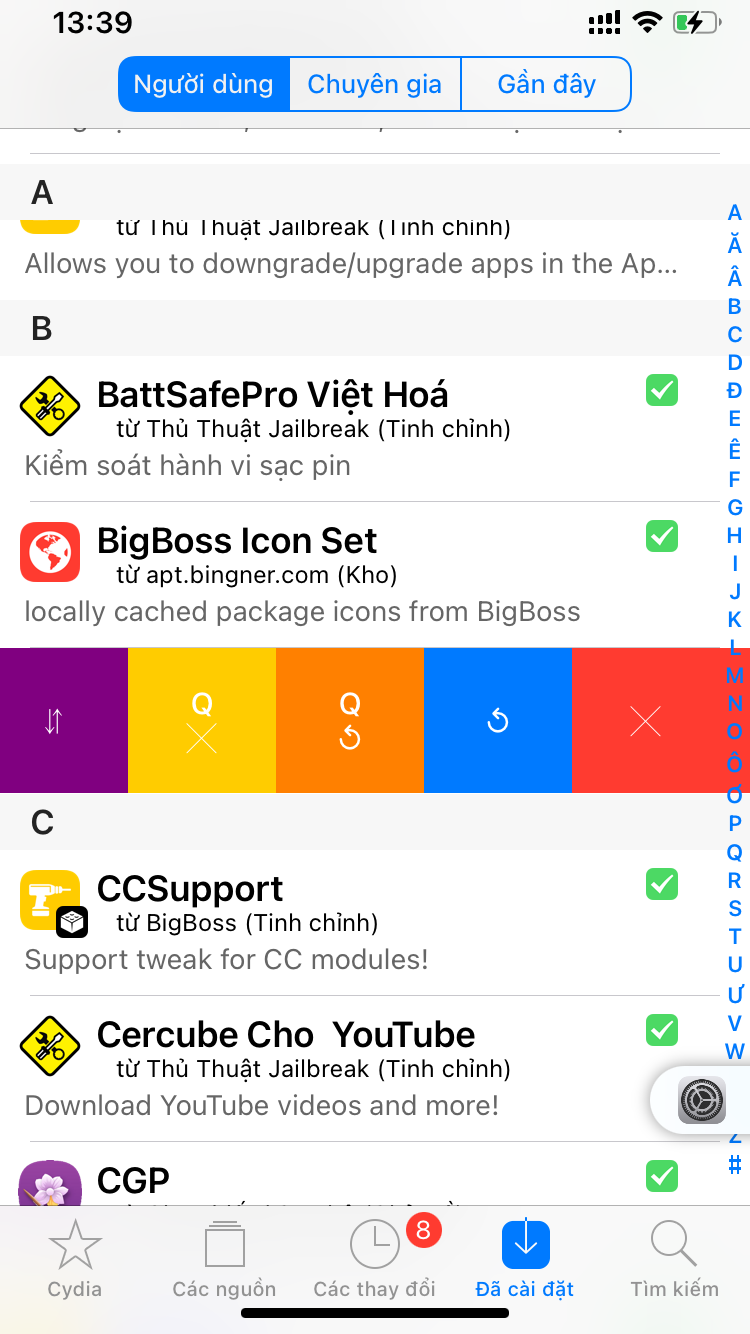 13:39
Người dùng
Chuyên gia
Gần đây
A
từ Thủ Thuật Jailbreak (Tinh chỉnh)
Allows you to downgrade/upgrade apps in the Ap...
B
BattSafePro Việt Hoá
từ Thủ Thuật Jailbreak (Tinh chỉnh)
Kiểm soát hành vi sạc pin
BigBoss Icon Set
từ apt.bingner.com (Kho)
locally cached package icons from BigBoss
Q
Q
C
CCSupport
từ BigBoss (Tinh chỉnh)
Support tweak for CC modules!
Cercube Cho  YouTube
từ Thủ Thuật Jailbreak (Tinh chỉnh)
Download YouTube videos and more!
CGP
A
Ă
Â
B
C
D
Đ
E
Ê
F
G
H
I
J
K
L
M
N
O
Ô
Ơ
P
Q
R
S
T
U
Ư
V
W
Z
#
8
Cydia
Các nguồn
Các thay đổi
Đã cài đặt
Tìm kiếm